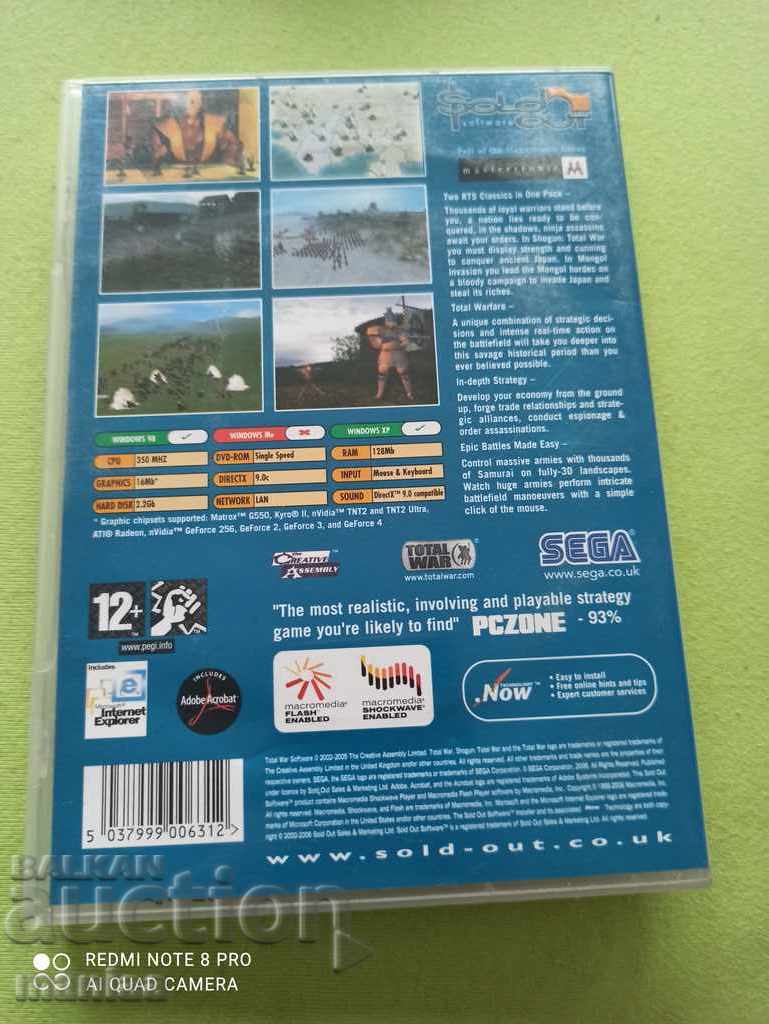 SOLD
OUT
software
Part of the Mastertronic Group
mastertronic
Two RTS Classics in One Pack –
Thousands of loyal warriors stand before
you, a nation lies ready to be con-
quered, in the shadows, ninja assassins
await your orders. In Shogun: Total War
you must display strength and cunning
to conquer ancient Japan. In Mongol
Invasion you lead the Mongol hordes on
a bloody campaign to invade Japan and
steal its riches.
Total Warfare –
A unique combination of strategic deci-
sions and intense real-time action on
the battlefield will take you deeper into
this savage historical period than you
ever believed possible.
In-depth Strategy –
Develop your economy from the ground
up, forge trade relationships and strate-
gic alliances, conduct espionage &
order assassinations.
Epic Battles Made Easy –
Control massive armies with thousands
of Samurai on fully-3D landscapes.
Watch huge armies perform intricate
battlefield manoeuvers with a simple
click of the mouse.
WINDOWS 98 WINDOWS Me WINDOWS XP
CPU 350 MHZ DVD-ROM Single Speed RAM 128Mb
GRAPHICS 16Mb* DIRECTX 9.0c INPUT Mouse & Keyboard
HARD DISK 2.2Gb NETWORK LAN SOUND DirectX™ 9.0 compatible
* Graphic chipsets supported: Matrox™ G550, Kyro® II, nVidia™ TNT2 and TNT2 Ultra,
ATI® Radeon, nVidia™ GeForce 256, GeForce 2, GeForce 3, and GeForce 4
The
Creative
Assembly
TOTAL
WAR
www.totalwar.com
SEGA
www.sega.co.uk
12+
www.pegi.info
"The most realistic, involving and playable strategy
game you're likely to find" PCZONE - 93%
includes
Microsoft
Internet
Explorer
INCLUDES
Adobe Acrobat
macromedia
FLASH
ENABLED
macromedia
SHOCKWAVE
ENABLED
TECHNOLOGY
.Now
• Easy to install
• Free online hints and tips
• Expert customer services
5 037999 006312 >
www.sold-out.co.uk
BALKAN
auction
REDMI NOTE 8 PRO
AI QUAD CAMERA